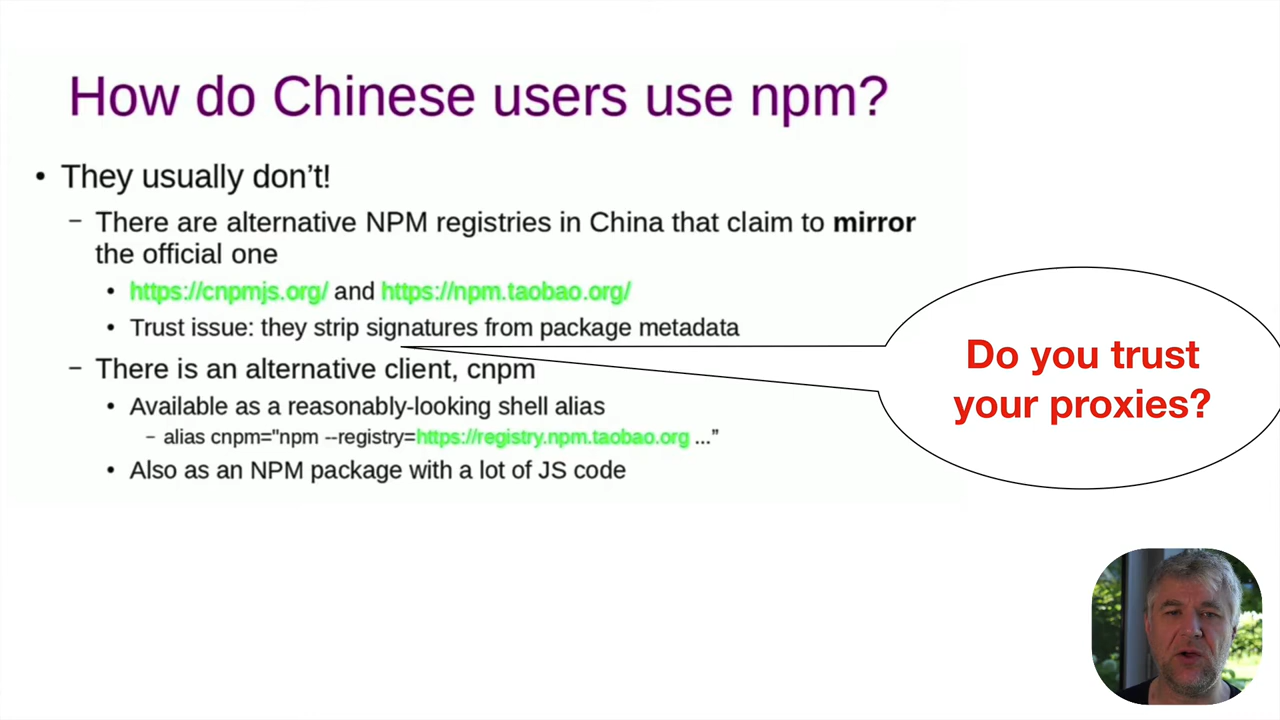 How do Chinese users use npm?
• They usually don't!
– There are alternative NPM registries in China that claim to mirror
the official one
• https://cnpmjs.org/ and https://npm.taobao.org/
• Trust issue: they strip signatures from package metadata
– There is an alternative client, cnpm
• Available as a reasonably-looking shell alias
– alias cnpm="npm --registry=https://registry.npm.taobao.org ...”
• Also as an NPM package with a lot of JS code
Do you trust
your proxies?